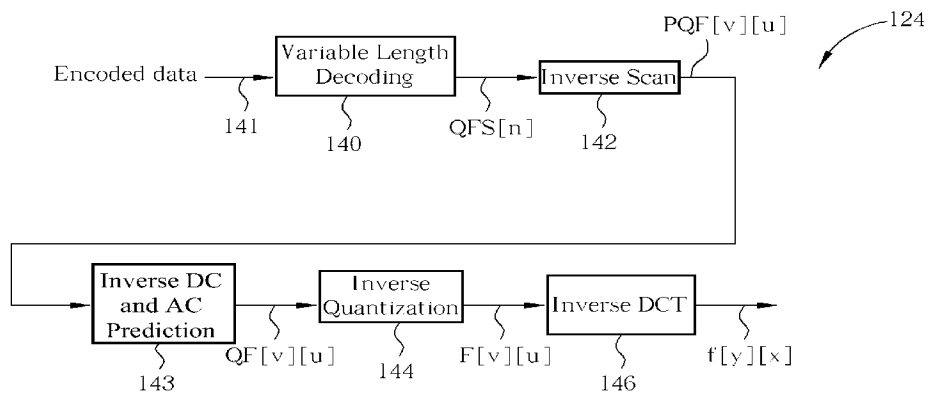 PQF[v][u]
124
Encoded data
Variable Length
Decoding
Inverse Scan
141
140
QFS[n]
142
Inverse DC
and AC
Prediction
Inverse
Quantization
Inverse DCT
143
QF[v][u]
144
F[v][u]
146
f[y][x]